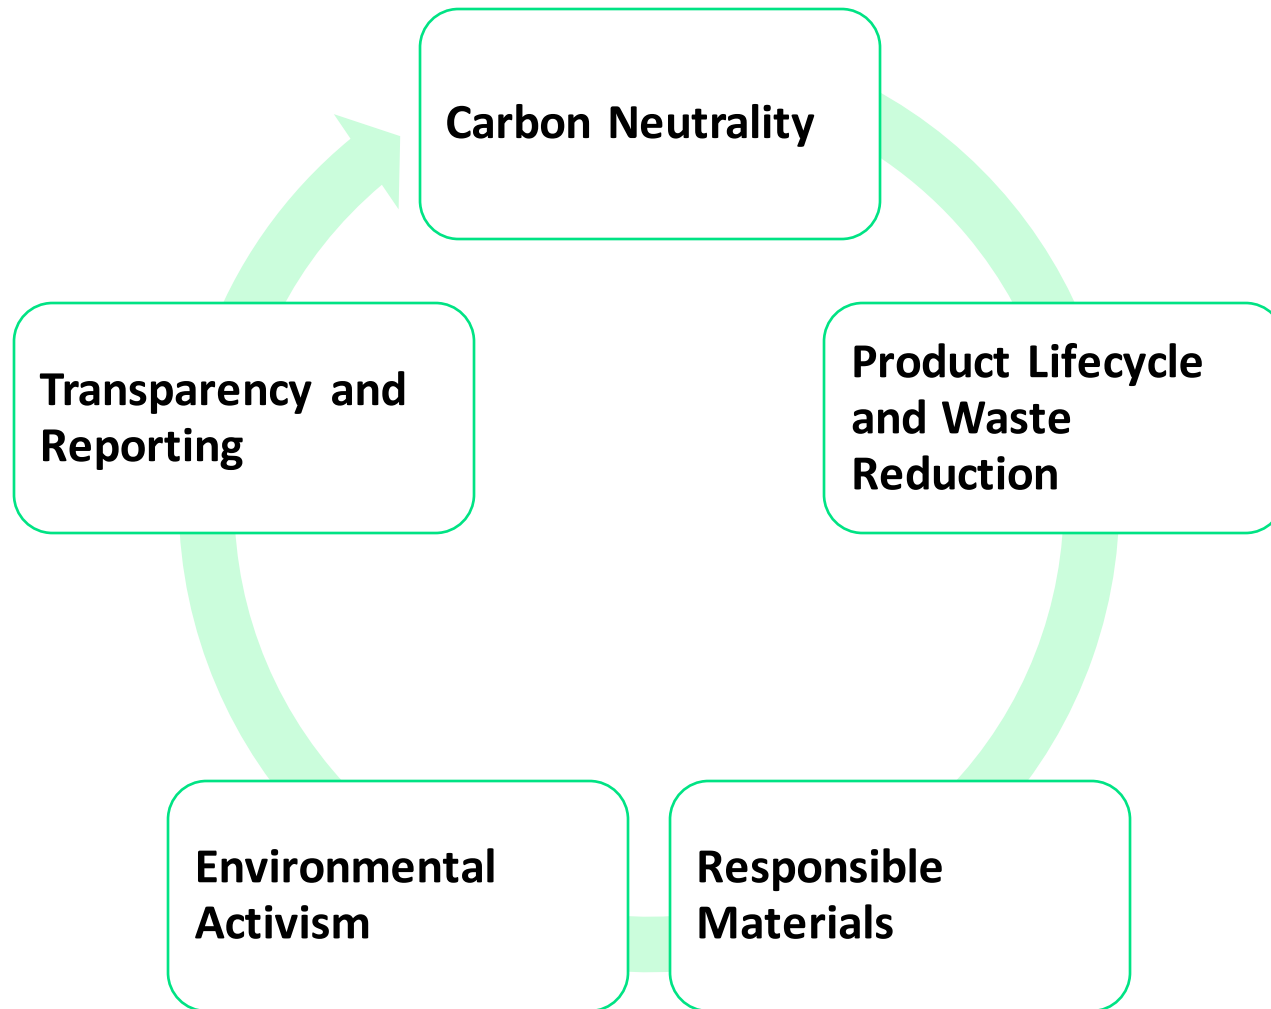 Carbon Neutrality
Product Lifecycle
and Waste
Reduction
Responsible
Materials
Environmental
Activism
Transparency and
Reporting